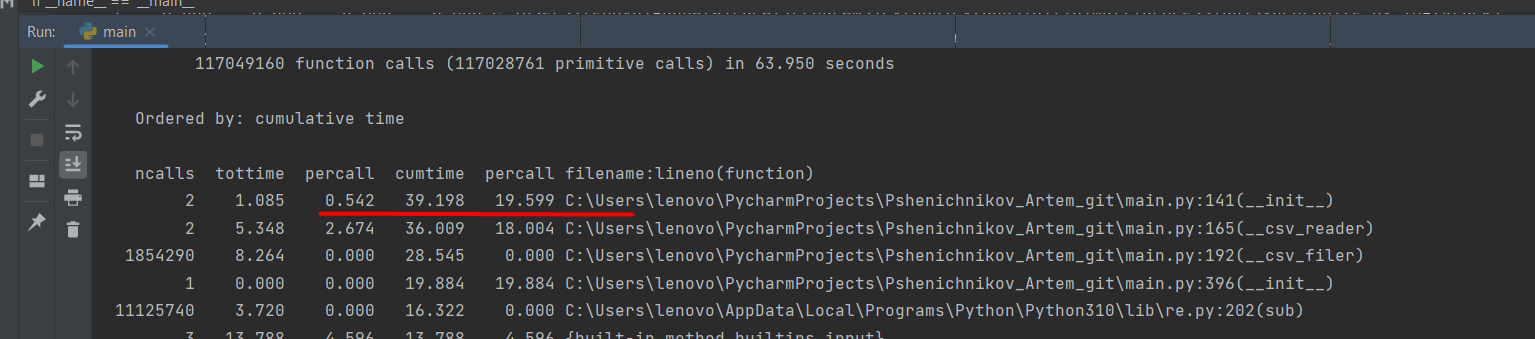 if __name__ == '__main__'
Run: main
117049160 function calls (117028761 primitive calls) in 63.950 seconds
Ordered by: cumulative time
ncalls tottime percall cumtime percall filename:lineno(function)
2 1.085 0.542 39.198 19.599 C:\Users\lenovo\PycharmProjects\Pshenichnikov_Artem_git\main.py:141(__init__)
2 5.348 2.674 36.009 18.004 C:\Users\lenovo\PycharmProjects\Pshenichnikov_Artem_git\main.py:165(__csv_reader)
1854290 8.264 0.000 28.545 0.000 C:\Users\lenovo\PycharmProjects\Pshenichnikov_Artem_git\main.py:192(__csv_filer)
1 0.000 0.000 19.884 19.884 C:\Users\lenovo\PycharmProjects\Pshenichnikov_Artem_git\main.py:396(__init__)
11125740 3.720 0.000 16.322 0.000 C:\Users\lenovo\AppData\Local\Programs\Python\Python310\lib\re.py:202(sub)
3 13.788 4.596 13.788 4.596 {built-in method builtins.input}